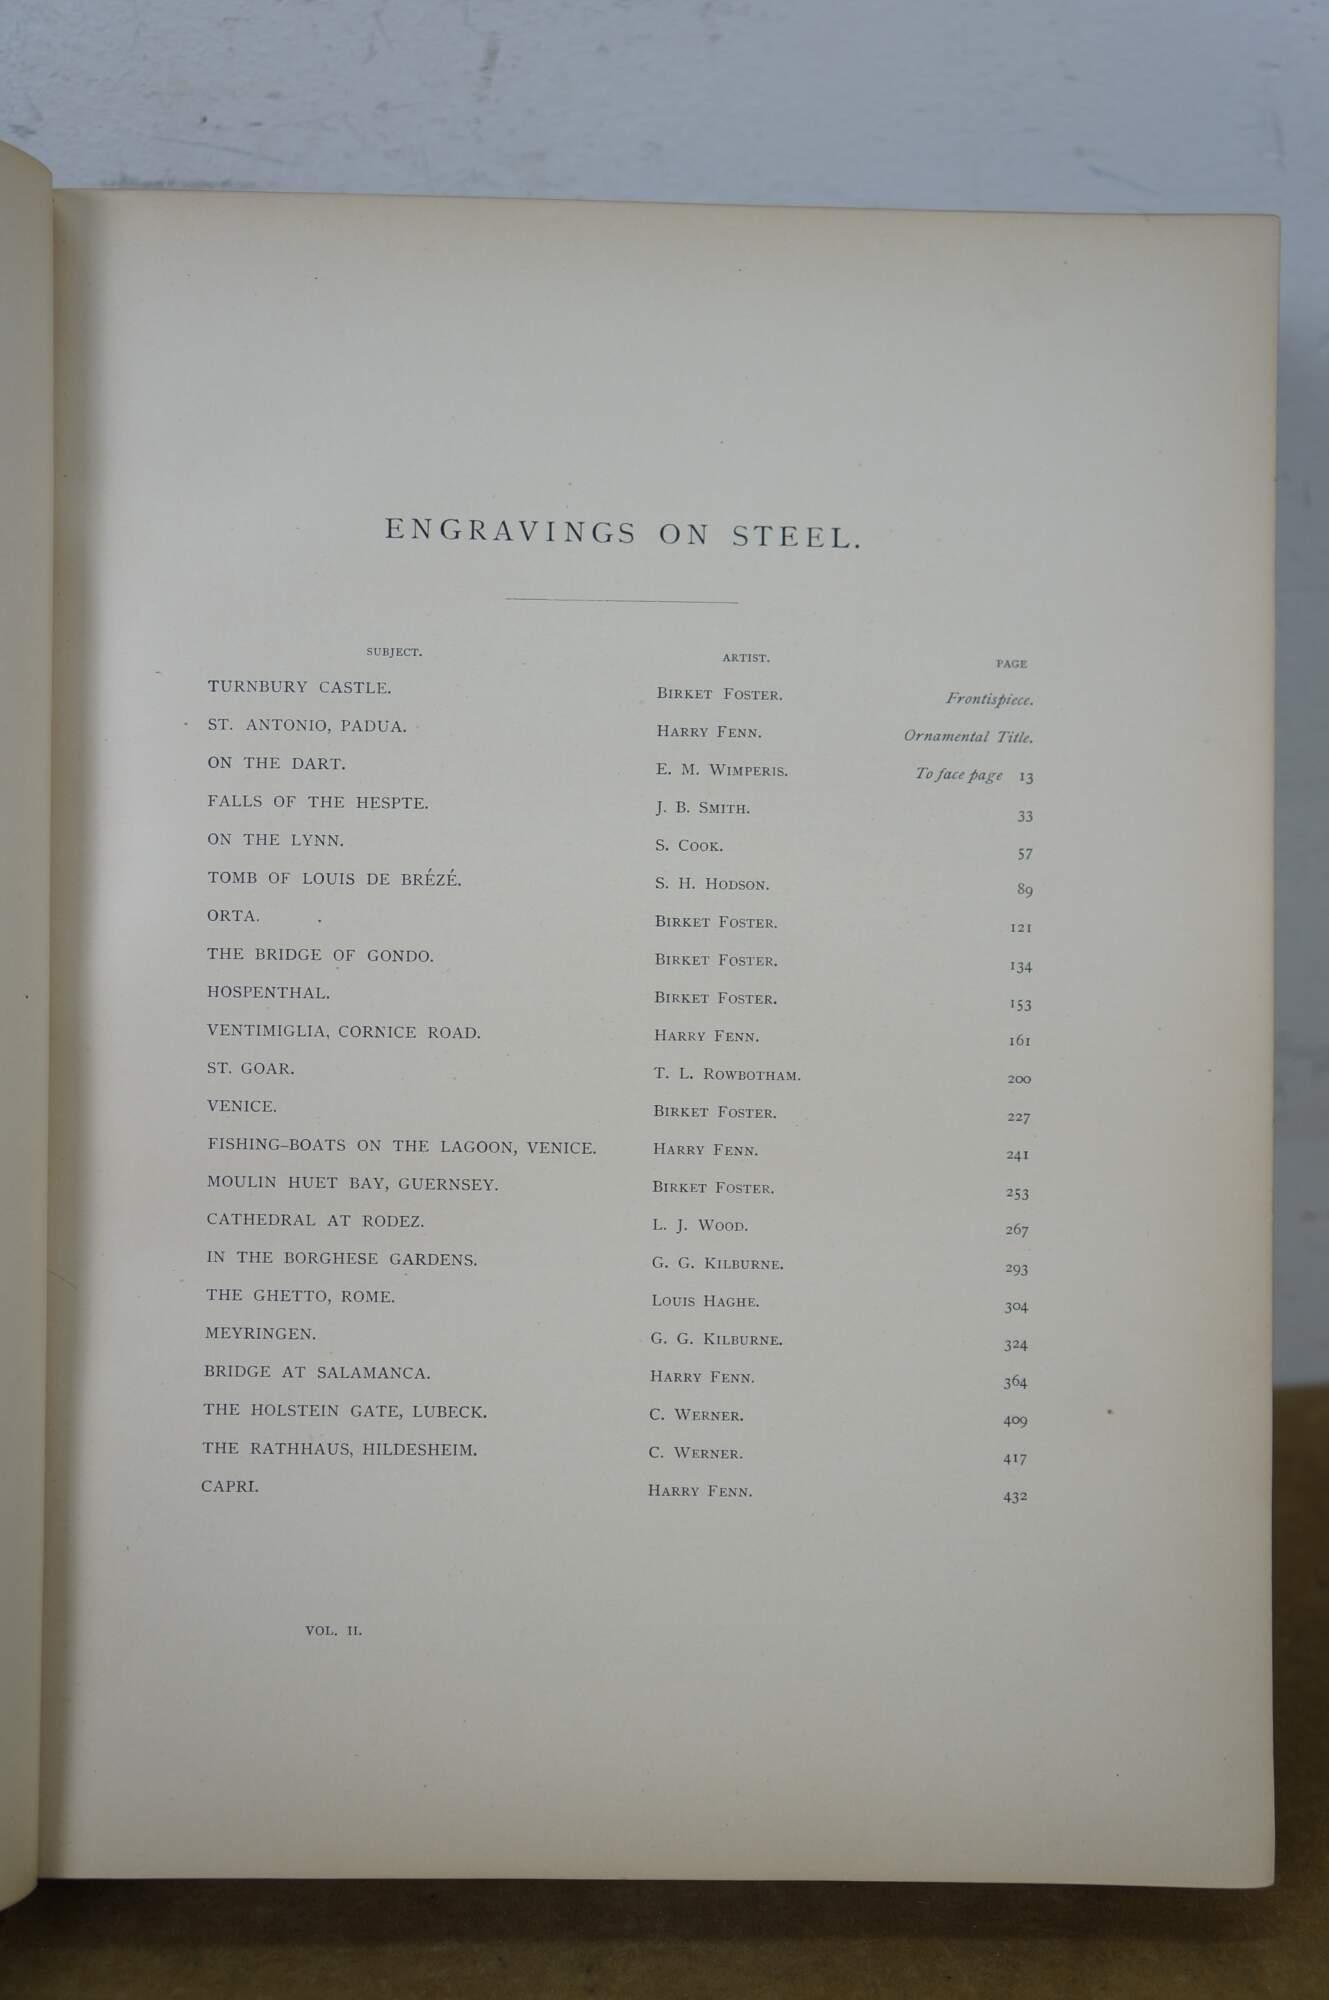 ENGRAVINGS ON STEEL.
SUBJECT. ARTIST. PAGE
TURNBURY CASTLE. BIRKET FOSTER. Frontispiece.
ST. ANTONIO, PADUA. HARRY FENN. Ornamental Title.
ON THE DART. E. M. WIMPERIS. To face page 13
FALLS OF THE HESPTE. J. B. SMITH. 33
ON THE LYNN. S. COOK. 57
TOMB OF LOUIS DE BRÉZÉ. S. H. HODSON. 89
ORTA. BIRKET FOSTER. 121
THE BRIDGE OF GONDO. BIRKET FOSTER. 134
HOSPENTHAL. BIRKET FOSTER. 153
VENTIMIGLIA, CORNICE ROAD. HARRY FENN. 161
ST. GOAR. T. L. ROWBOTHAM. 200
VENICE. BIRKET FOSTER. 227
FISHING-BOATS ON THE LAGOON, VENICE. HARRY FENN. 241
MOULIN HUET BAY, GUERNSEY. BIRKET FOSTER. 253
CATHEDRAL AT RODEZ. L. J. WOOD. 267
IN THE BORGHESE GARDENS. G. G. KILBURNE. 293
THE GHETTO, ROME. LOUIS HAGHE. 304
MEYRINGEN. G. G. KILBURNE. 324
BRIDGE AT SALAMANCA. HARRY FENN. 364
THE HOLSTEIN GATE, LUBECK. C. WERNER. 409
THE RATHHAUS, HILDESHEIM. C. WERNER. 417
CAPRI. HARRY FENN. 432
VOL. II.